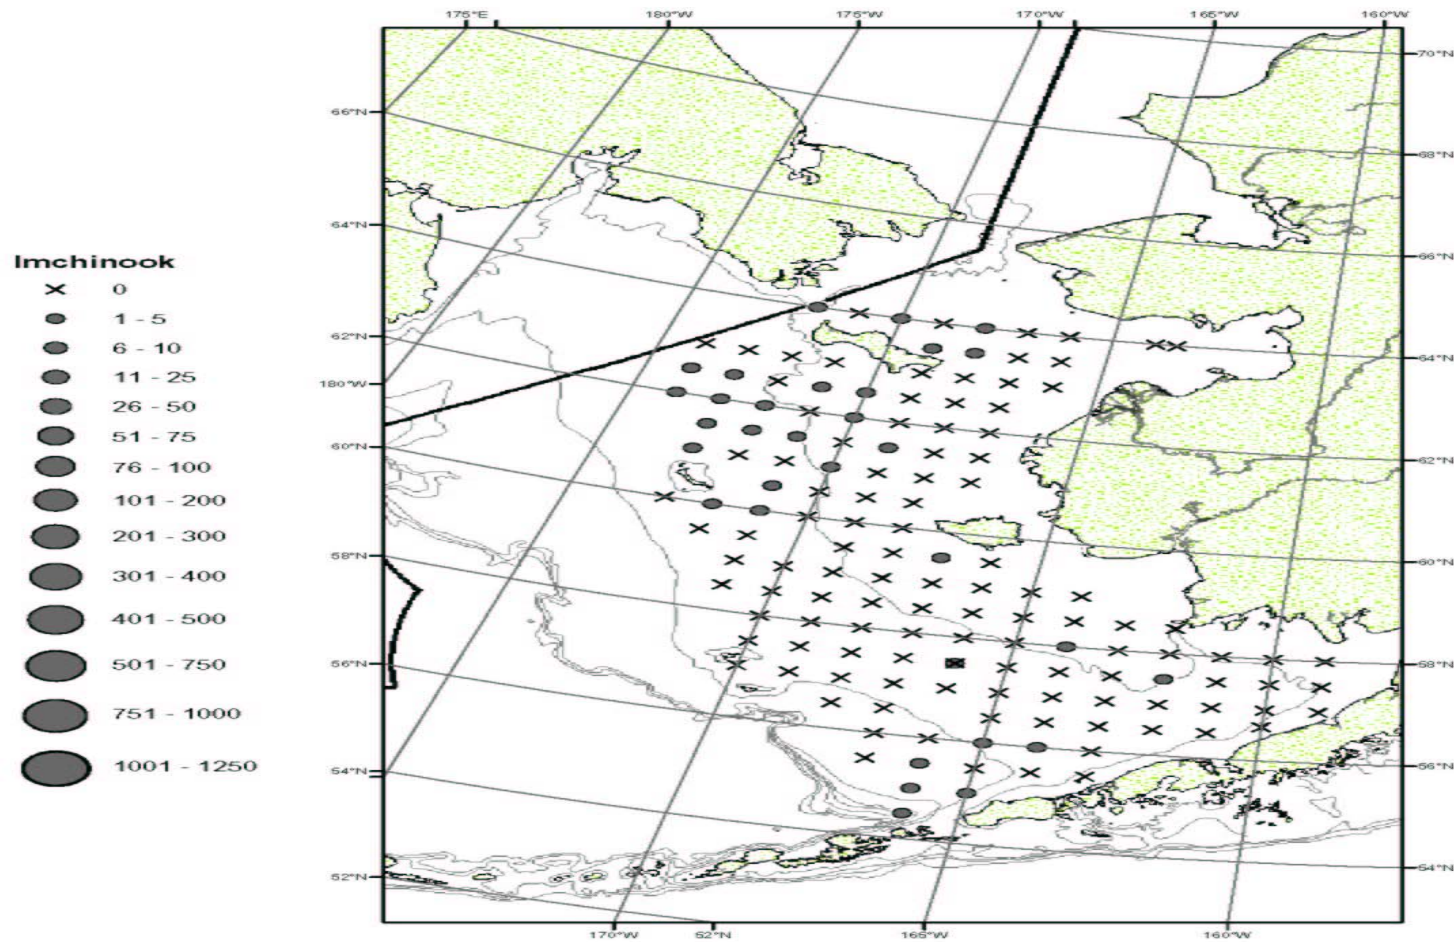 175°E 180°W 175°W 170°W 165°W 160°W
70°N
66°N
68°N
64°N
66°N
Imchinook
0
1 - 5
6 - 10
11 - 25
26 - 50
51 - 75
76 - 100
101 - 200
201 - 300
301 - 400
401 - 500
501 - 750
751 - 1000
1001 - 1250
62°N
64°N
180°W
60°N
62°N
58°N
60°N
56°N
58°N
54°N
56°N
52°N
54°N
170°W 52°N 165°W 160°W